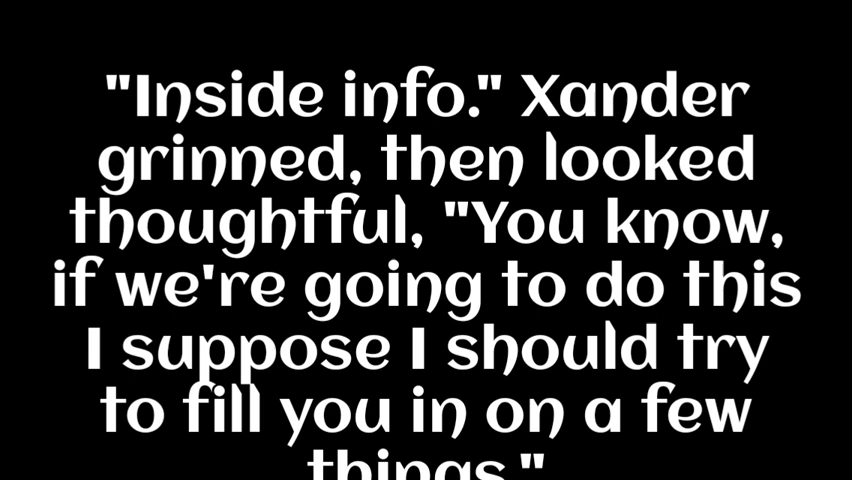 "Inside info." Xander
grinned, then looked
thoughtful, "You know,
if we're going to do this
I suppose I should try
to fill you in on a few
things."